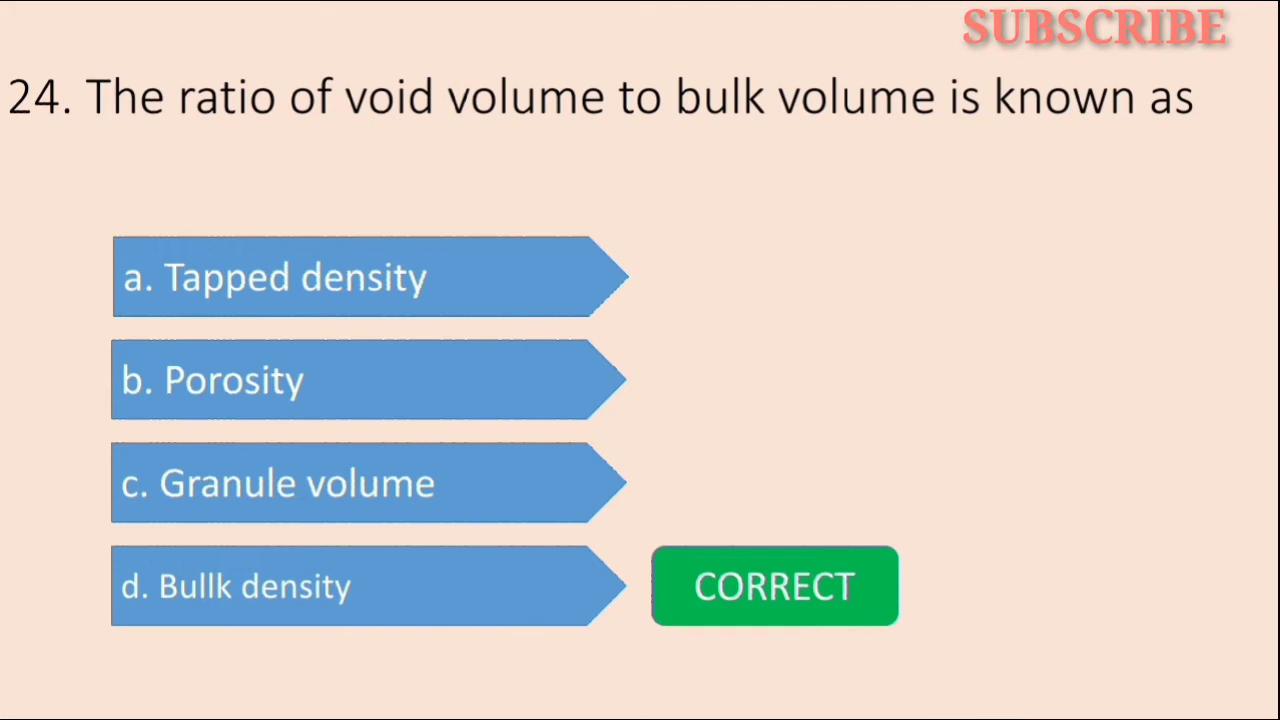 SUBSCRIBE
24. The ratio of void volume to bulk volume is known as
a. Tapped density
b. Porosity
c. Granule volume
d. Bullk density
CORRECT